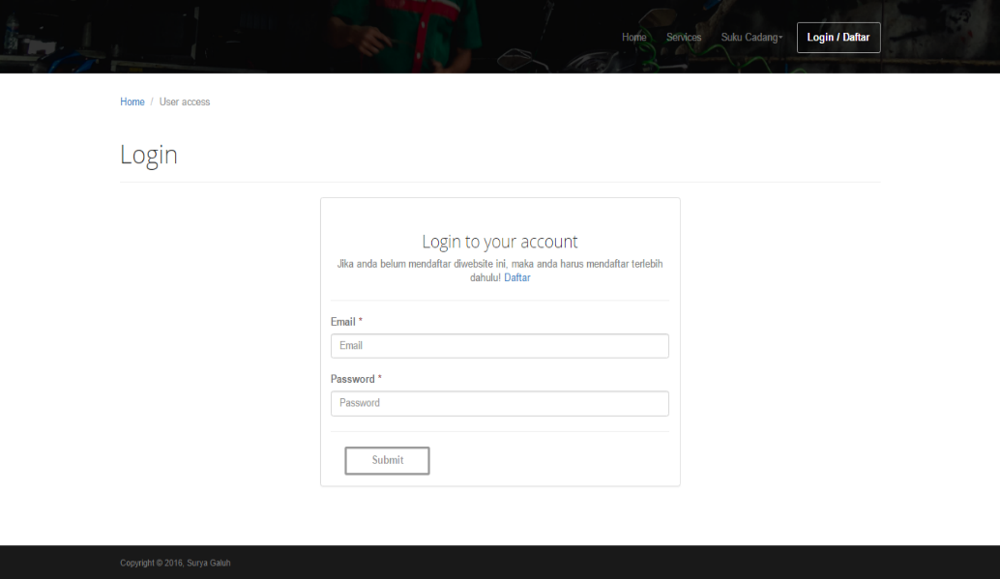 Home Services Suku Cadang Login / Daftar
Home / User access
Login
Login to your account
Jika anda belum mendaftar diwebsite ini, maka anda harus mendaftar terlebih
dahulu! Daftar
Email *
Email
Password *
Password
Submit
Copyright © 2016, Surya Galuh